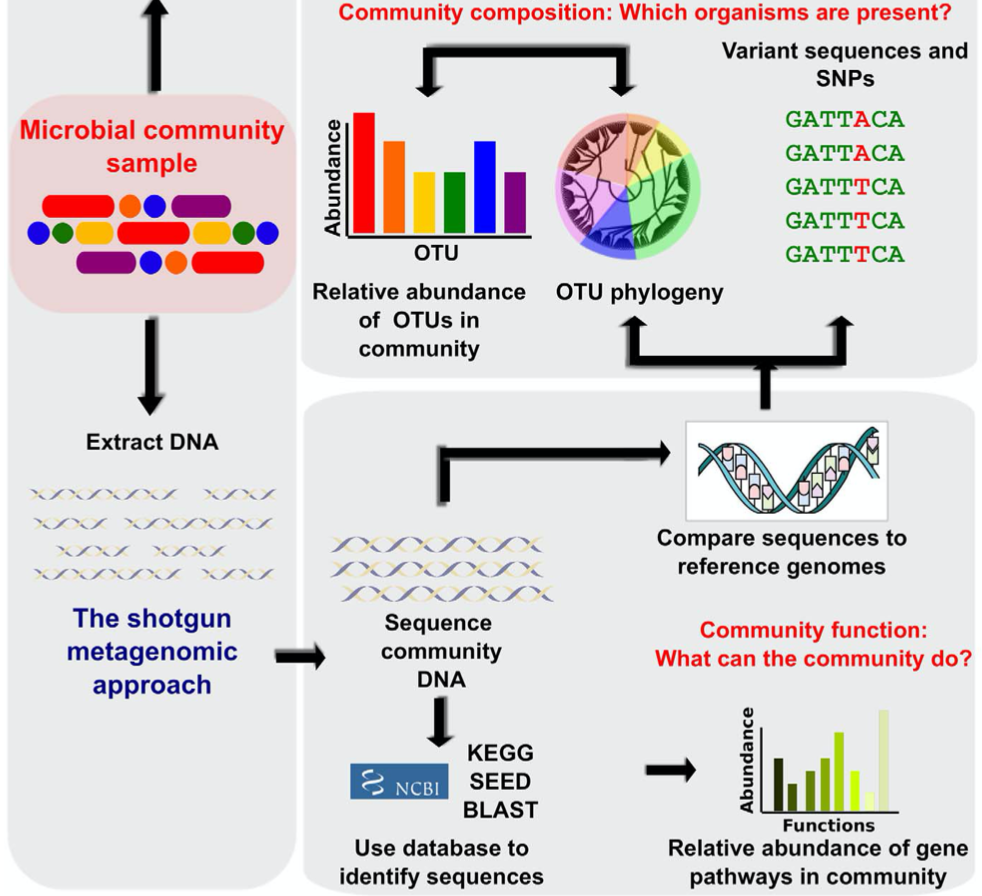 Community composition: Which organisms are present?
Microbial community
sample
Abundance
OTU
Relative abundance
of OTUs in
community
OTU phylogeny
Variant sequences and
SNPs
GATTACA
GATTACA
GATTTCA
GATTTCA
GATTTCA
Extract DNA
The shotgun
metagenomic
approach
Sequence
community
DNA
Compare sequences to
reference genomes
NCBI
KEGG
SEED
BLAST
Use database to
identify sequences
Community function:
What can the community do?
Abundance
Functions
Relative abundance of gene
pathways in community